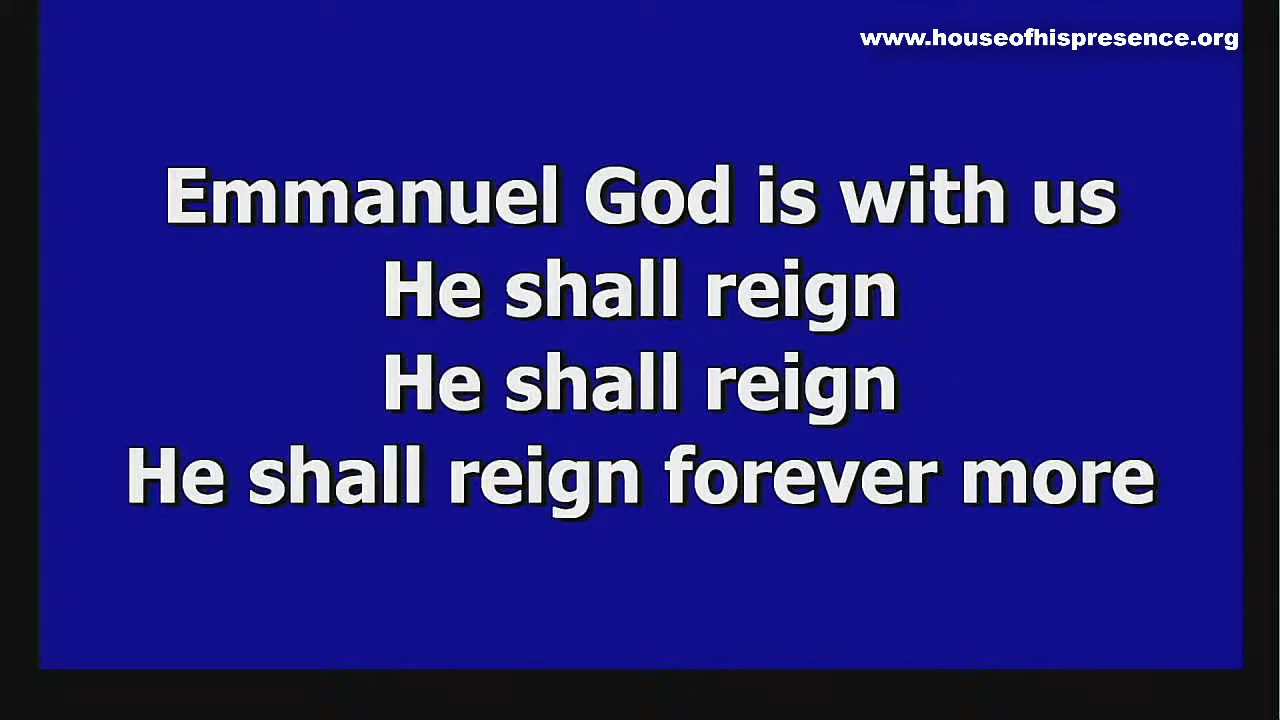 www.houseofhispresence.org
Emmanuel God is with us
He shall reign
He shall reign
He shall reign forever more